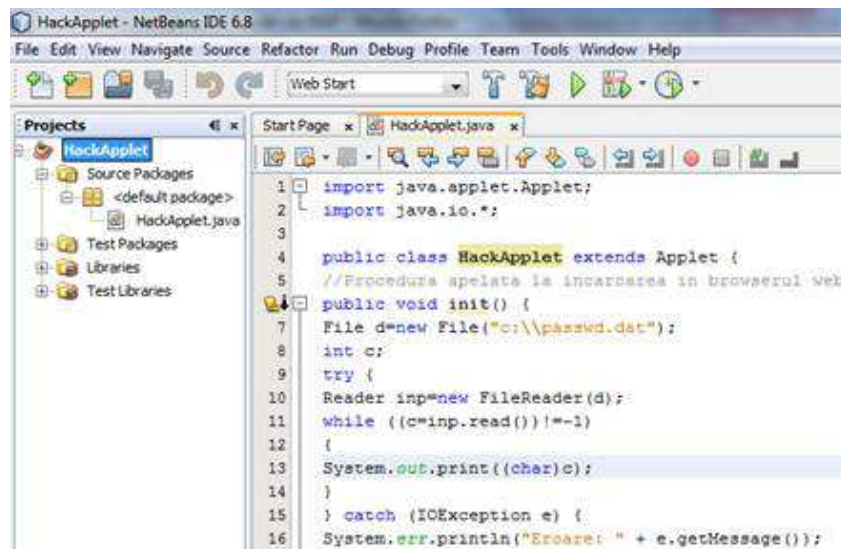 HackApplet - NetBeans IDE 6.8
File Edit View Navigate Source Refactor Run Debug Profile Team Tools Window Help
Web Start
Projects
Start Page x HackApplet.java x
HackApplet
Source Packages
<default package>
HackApplet.java
Test Packages
Libraries
Test Libraries
1 import java.applet.Applet;
2 import java.io.*;
3
4 public class HackApplet extends Applet {
5 //Procedura apelata la incarcarea in browserul web
public void init() {
7 File d=new File("c:\\passwd.dat");
8 int c;
9 try {
10 Reader inp=new FileReader(d);
11 while ((c=inp.read())!=-1)
12 {
13 System.out.print((char)c);
14 }
15 } catch (IOException e) {
16 System.err.println("Eroare: " + e.getMessage());